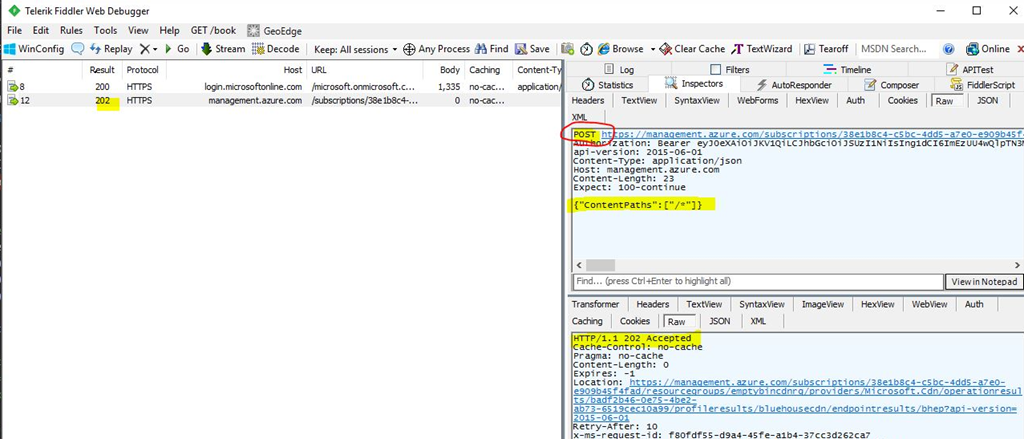 Telerik Fiddler Web Debugger
File Edit Rules Tools View Help GET /book GeoEdge
WinConfig Replay Go Stream Decode Keep: All sessions Any Process Find Save Browse Clear Cache TextWizard Tearoff MSDN Search... Online
# Result Protocol Host URL Body Caching Content-Ty
8 200 HTTPS login.microsoftonline.com /microsoft.onmicrosoft.c... 1,335 no-cac... application/
12 202 HTTPS management.azure.com /subscriptions/38e1b8c4-... 0 no-cac...
Log Filters Timeline APITest
Statistics Inspectors AutoResponder Composer FiddlerScript
Headers TextView SyntaxView WebForms HexView Auth Cookies Raw JSON
XML
POST https://management.azure.com/subscriptions/38e1b8c4-c5bc-4dd5-a7e0-e909b45f
api-version: 2015-06-01
Content-Type: application/json
Host: management.azure.com
Content-Length: 23
Expect: 100-continue
{"ContentPaths":["/*"]}
Find... (press Ctrl+Enter to highlight all) View in Notepad
Transformer Headers TextView SyntaxView ImageView HexView WebView Auth
Caching Cookies Raw JSON XML
HTTP/1.1 202 Accepted
Cache-Control: no-cache
Pragma: no-cache
Content-Length: 0
Expires: -1
Location: https://management.azure.com/subscriptions/38e1b8c4-c5bc-4dd5-a7e0-
e909b45f4fad/resourcegroups/emptybincdnrg/providers/Microsoft.Cdn/operationresul
ts/badf2b46-0e75-4be2-
ab73-6519cec10a99/profileresults/bluehousecdn/endpointresults/bhep?api-version=
2015-06-01
Retry-After: 10
x-ms-request-id: f80fdf55-d9a4-45fe-a1b4-37cc3d262ca7